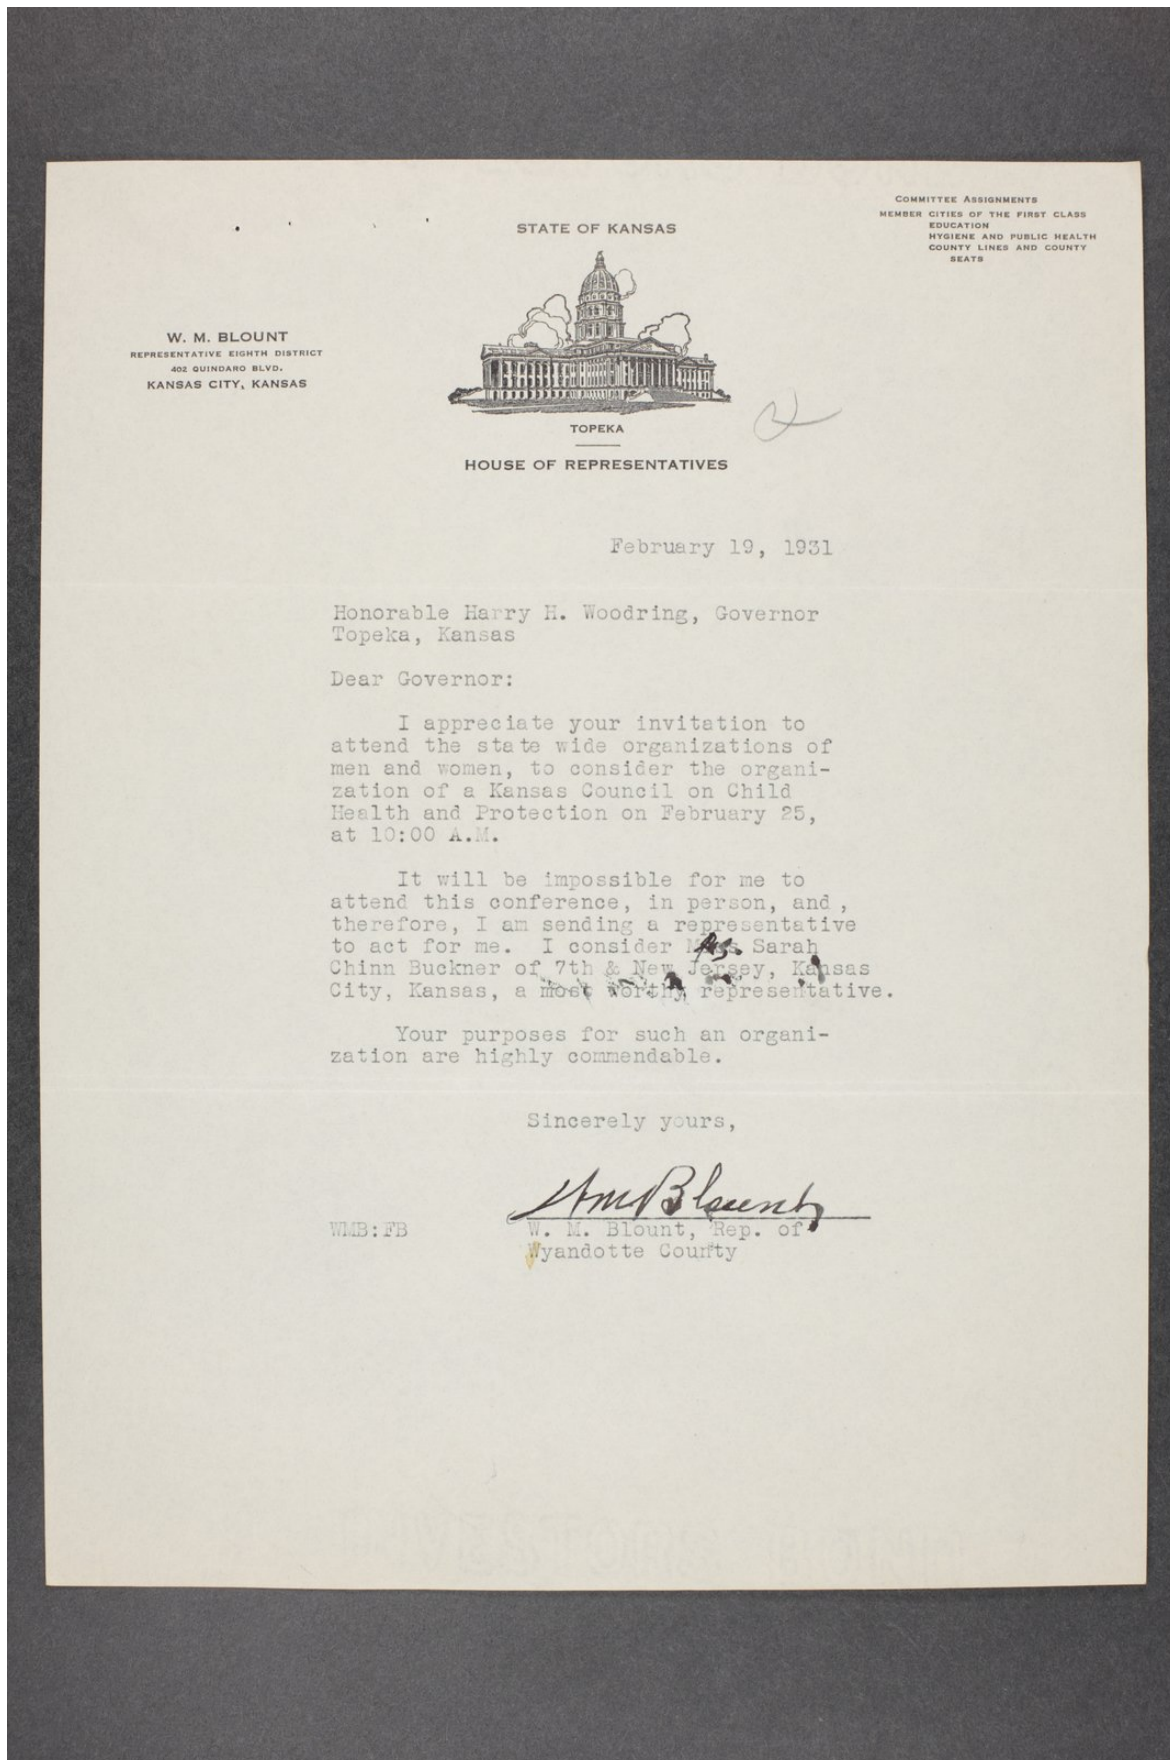 COMMITTEE ASSIGNMENTS
MEMBER CITIES OF THE FIRST CLASS
EDUCATION
HYGIENE AND PUBLIC HEALTH
COUNTY LINES AND COUNTY
SEATS
STATE OF KANSAS
W. M. BLOUNT
REPRESENTATIVE EIGHTH DISTRICT
402 QUINDARO BLVD.
KANSAS CITY, KANSAS
TOPEKA
HOUSE OF REPRESENTATIVES
February 19, 1931
Honorable Harry H. Woodring, Governor
Topeka, Kansas
Dear Governor:
I appreciate your invitation to
attend the state wide organizations of
men and women, to consider the organi-
zation of a Kansas Council on Child
Health and Protection on February 25,
at 10:00 A.M.
It will be impossible for me to
attend this conference, in person, and ,
therefore, I am sending a representative
to act for me. I consider Mrs. Sarah
Chinn Buckner of 7th & New Jersey, Kansas
City, Kansas, a most worthy representative.
Your purposes for such an organi-
zation are highly commendable.
Sincerely yours,
Wm Blount
WMB:FB
W. M. Blount, Rep. of
Wyandotte County